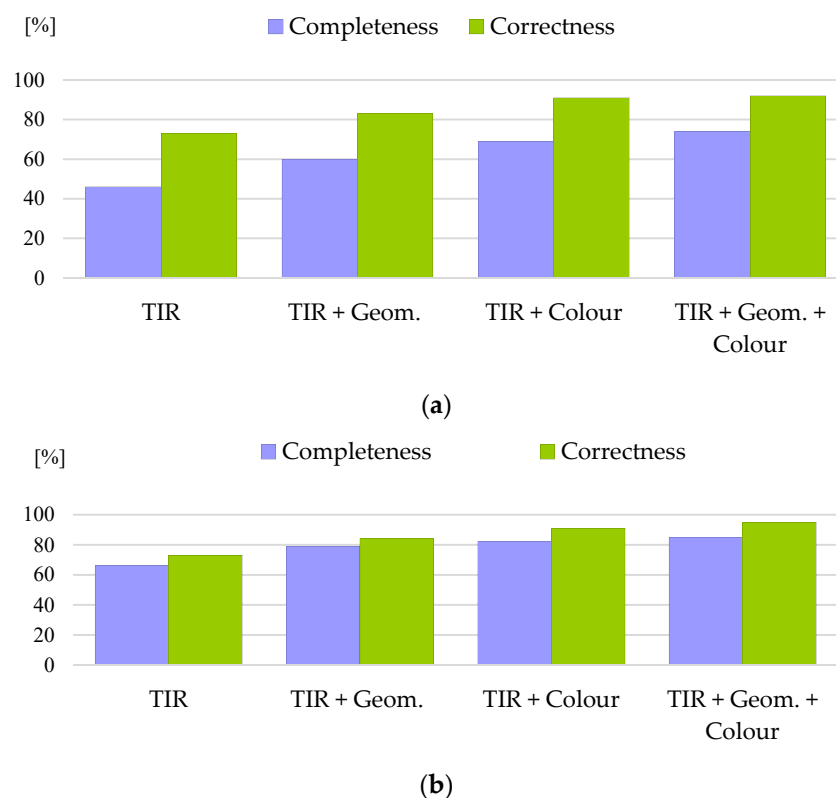 [%]
Completeness Correctness
100
80
60
40
20
0
TIR TIR + Geom. TIR + Colour TIR + Geom. +
Colour
(a)
[%]
Completeness Correctness
100
80
60
40
20
0
TIR TIR + Geom. TIR + Colour TIR + Geom. +
Colour
(b)